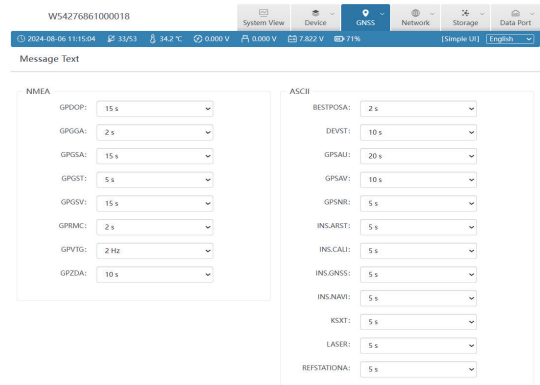 W54276861000018
System View
Device
GNSS
Network
Storage
Data Port
2024-08-06 11:15:04 33/53 34.2 ℃ 0.000 V 0.000 V 7.822 V 71% [Simple UI] English
Message Text
NMEA
GPDOP: 15 s
GPGGA: 2 s
GPGSA: 15 s
GPGST: 5 s
GPGSV: 15 s
GPRMC: 2 s
GPVTG: 2 Hz
GPZDA: 10 s
ASCII
BESTPOSA: 2 s
DEVST: 10 s
GPSAU: 20 s
GPSAV: 10 s
GPSNR: 5 s
INS.ARST: 5 s
INS.CALI: 5 s
INS.GNSS: 5 s
INS.NAVI: 5 s
KSXT: 5 s
LASER: 5 s
REFSTATIONA: 5 s